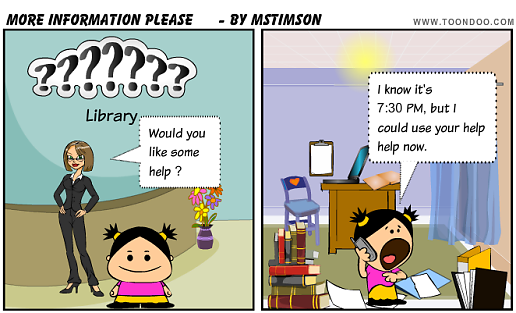 MORE INFORMATION PLEASE - BY MSTIMSON
WWW.TOONDOO.COM
???????
Library
Would you
like some
help ?
I know it's
7:30 PM, but I
could use your help
help now.